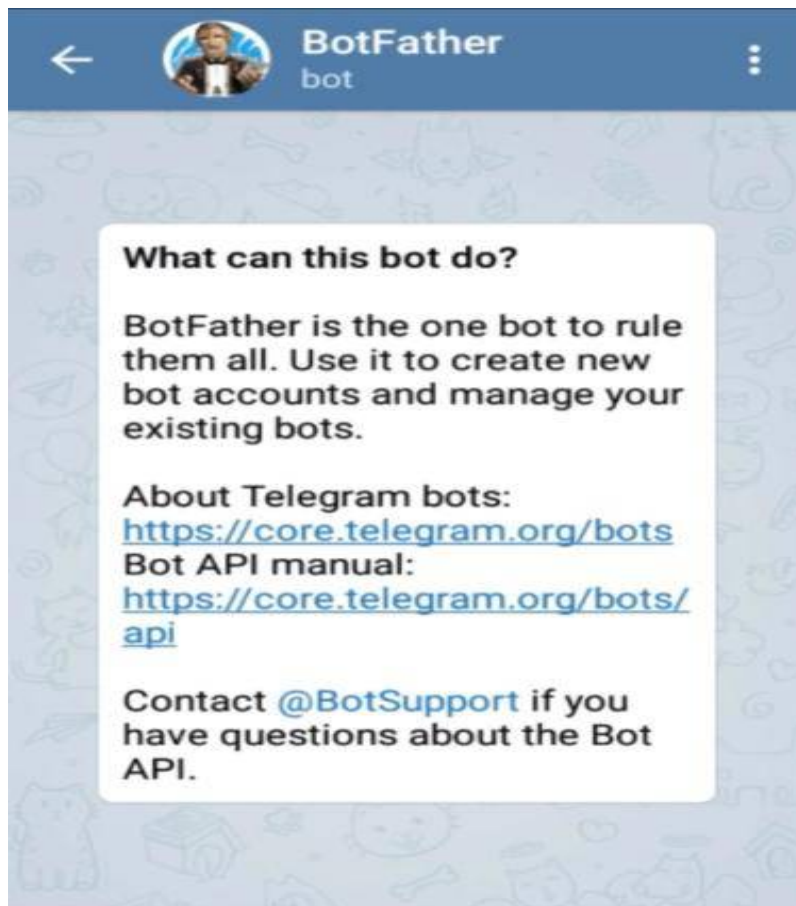 BotFather
bot
What can this bot do?
BotFather is the one bot to rule
them all. Use it to create new
bot accounts and manage your
existing bots.
About Telegram bots:
https://core.telegram.org/bots
Bot API manual:
https://core.telegram.org/bots/
api
Contact @BotSupport if you
have questions about the Bot
API.